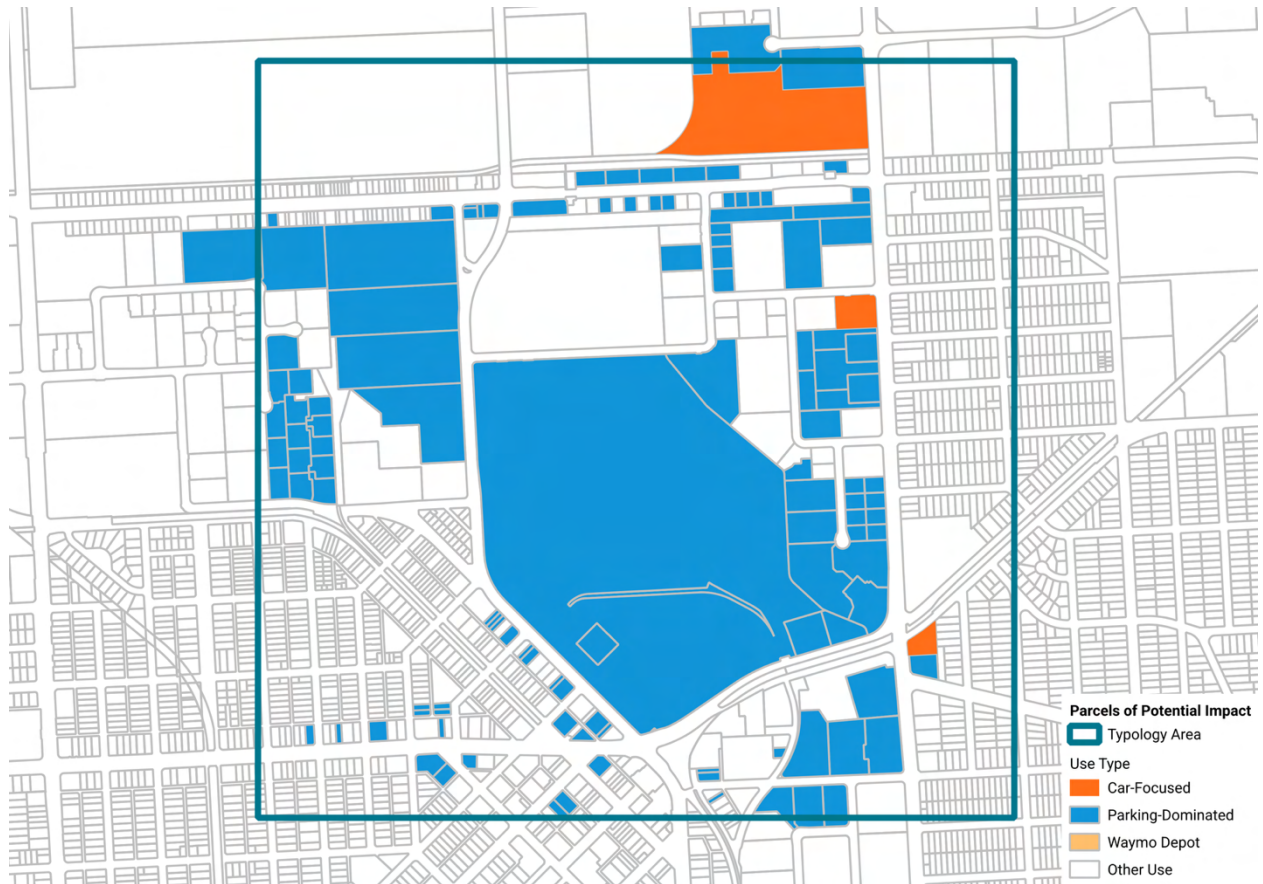 Parcels of Potential Impact
Typology Area
Use Type
Car-Focused
Parking-Dominated
Waymo Depot
Other Use